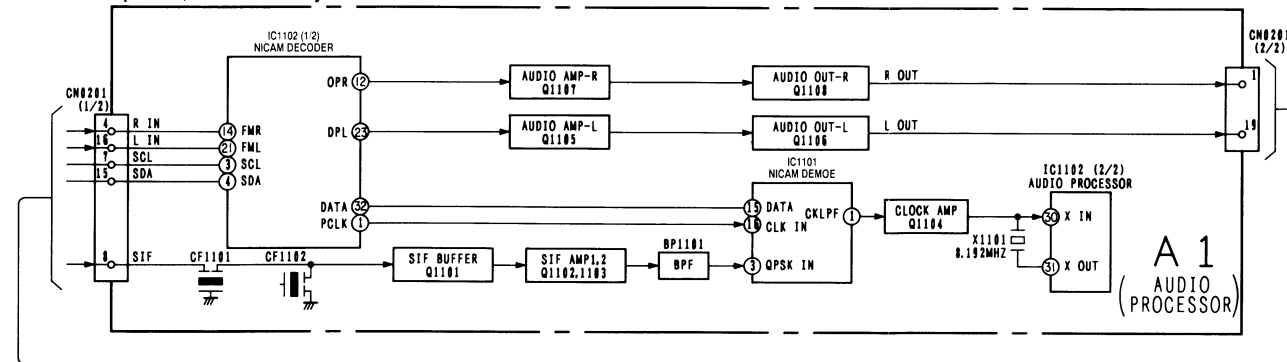 IC1102 (1/2)
NICAM DECODER
CN0201
(1/2)
4 R IN 14 FMR
16 L IN 21 FML
7 SCL 3 SCL
15 SDA 4 SDA
OPR 12
DPL 23
DATA 32
PCLK 1
AUDIO AMP-R
Q1107
AUDIO OUT-R
Q1108
R OUT
AUDIO AMP-L
Q1105
AUDIO OUT-L
Q1106
L OUT
CN0201
(2/2)
1
19
IC1101
NICAM DEMOE
15 DATA
16 CLK IN
3 QPSK IN
CKLPF 1
CLOCK AMP
Q1104
IC1102 (2/2)
AUDIO PROCESSOR
30 X IN
X1101
8.192MHZ
31 X OUT
8 SIF
CF1101
CF1102
SIF BUFFER
Q1101
SIF AMP1,2
Q1102,1103
BP1101
BPF
A 1
(AUDIO
PROCESSOR)